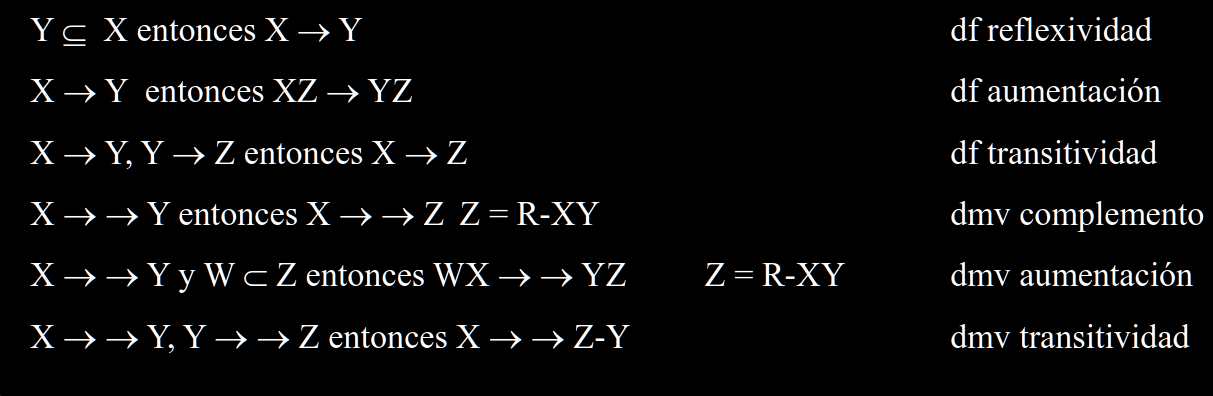 Y ⊆ X entonces X → Y df reflexividad
X → Y entonces XZ → YZ df aumentación
X → Y, Y → Z entonces X → Z df transitividad
X → → Y entonces X → → Z Z = R-XY dmv complemento
X → → Y y W ⊂ Z entonces WX → → YZ Z = R-XY dmv aumentación
X → → Y, Y → → Z entonces X → → Z-Y dmv transitividad